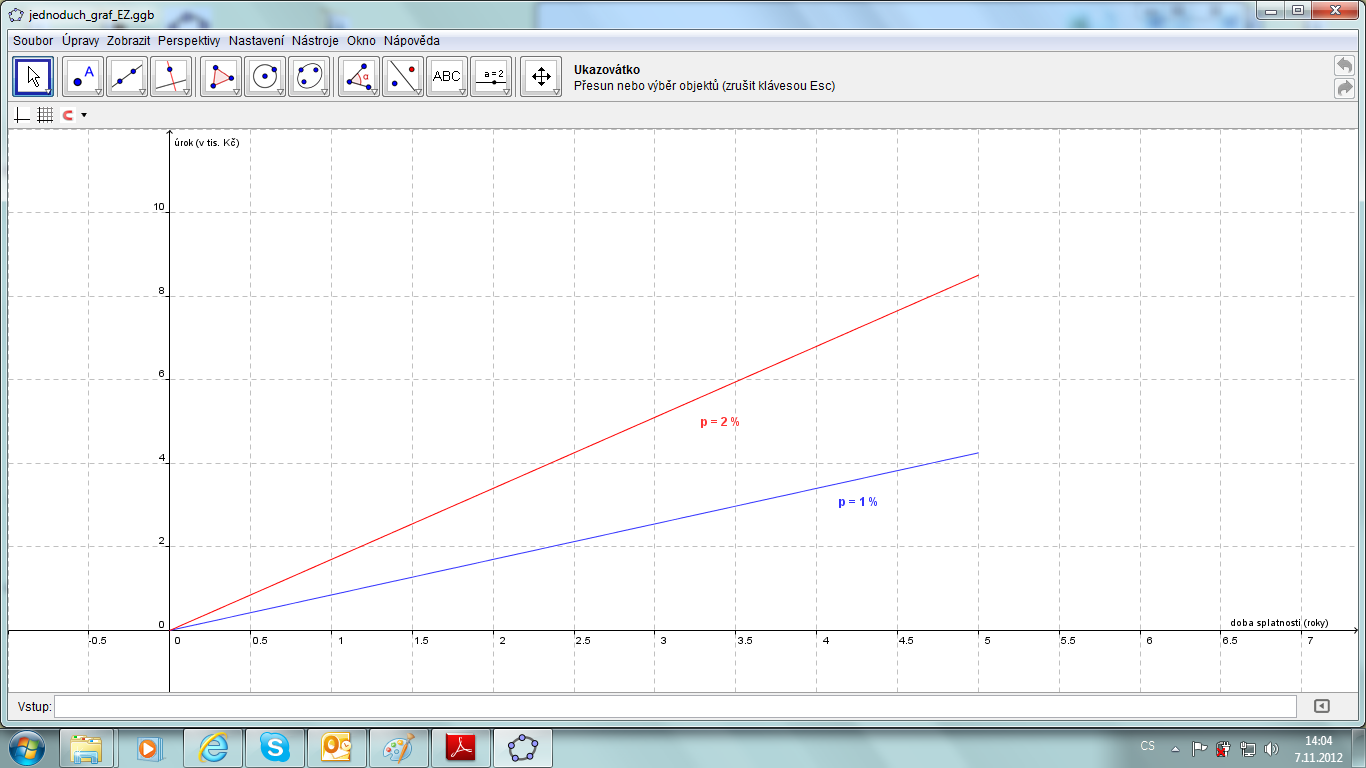 jednoduch_graf_EZ.ggb
Soubor Úpravy Zobrazit Perspektivy Nastavení Nástroje Okno Nápověda
A
α
ABC
a = 2
Ukazovátko
Přesun nebo výběr objektů (zrušit klávesou Esc)
úrok (v tis. Kč)
10
8
6
4
2
0
p = 2 %
p = 1 %
doba splatnosti (roky)
-0.5 0 0.5 1 1.5 2 2.5 3 3.5 4 4.5 5 5.5 6 6.5 7
Vstup:
CS
14:04
7.11.2012